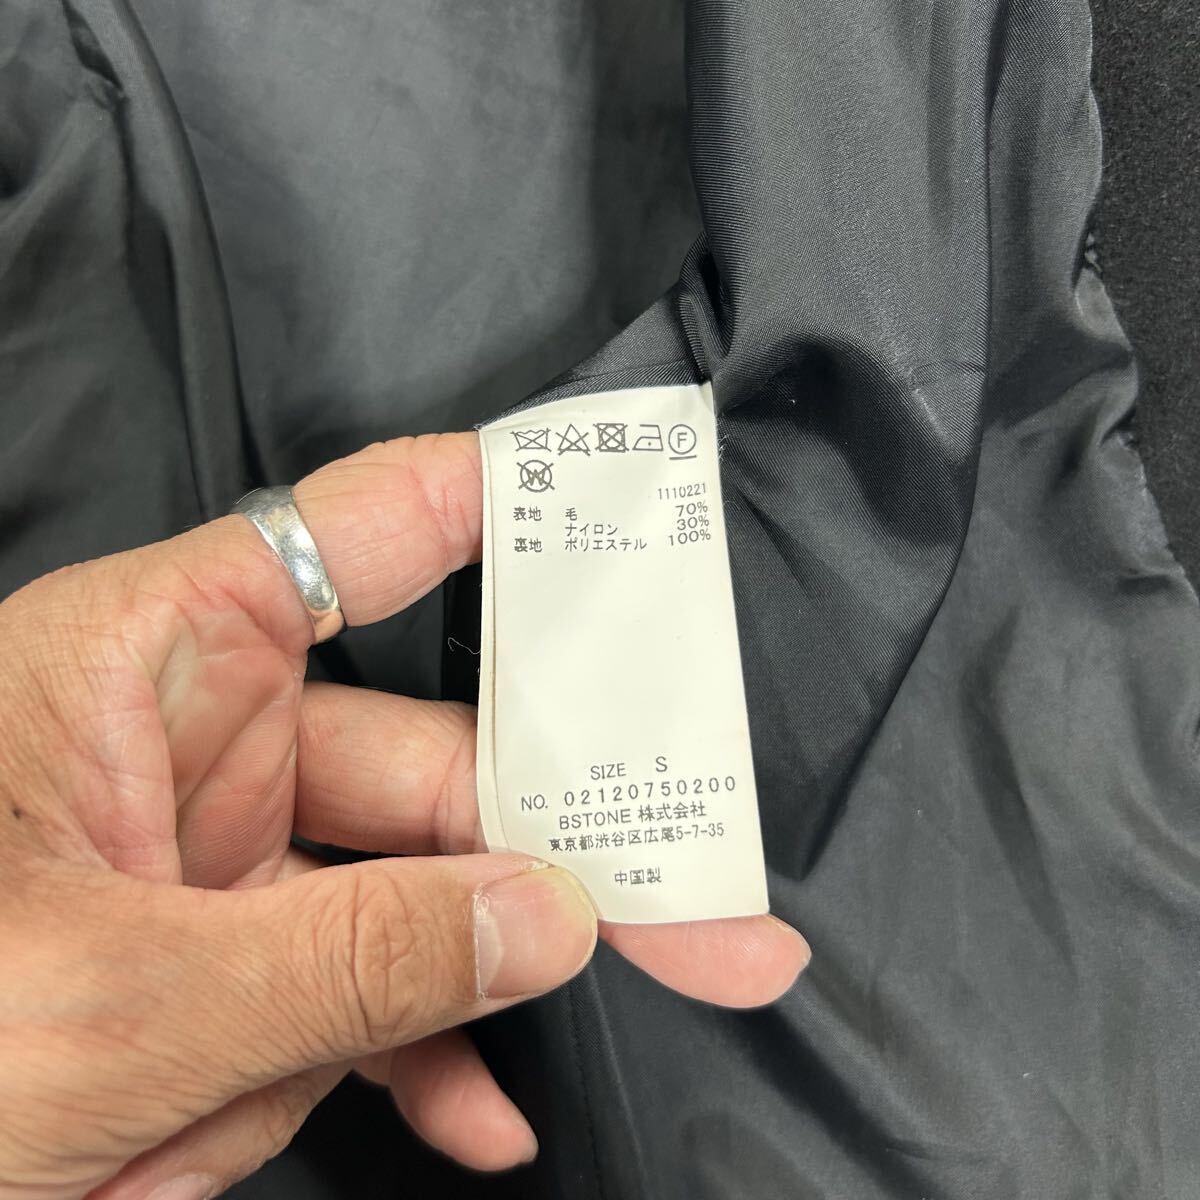 F
W
1110221
表地 毛 70%
ナイロン 30%
裏地 ポリエステル 100%
SIZE S
NO. 02120750200
BSTONE 株式会社
東京都渋谷区広尾5-7-35
中国製